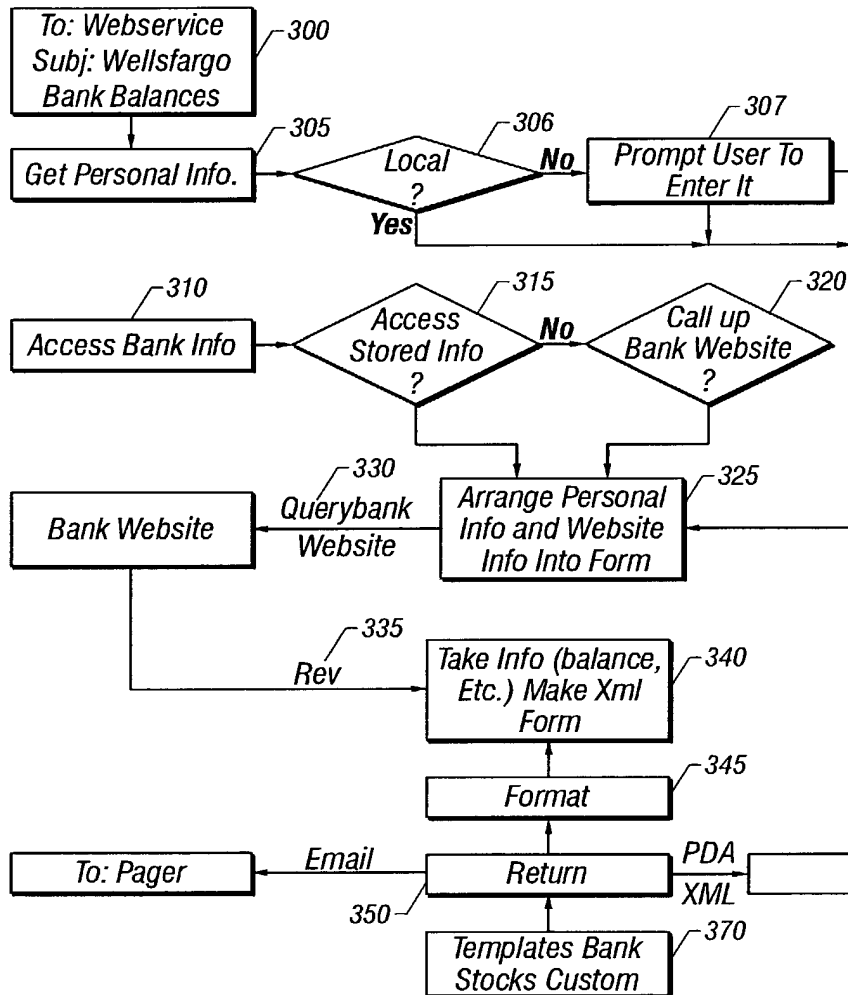 To: Webservice
Subj: Wellsfargo
Bank Balances
300
Get Personal Info.
305
Local
?
306
No
Yes
Prompt User To
Enter It
307
Access Bank Info
310
Access
Stored Info
?
315
No
Call up
Bank Website
?
320
Arrange Personal
Info and Website
Info Into Form
325
330
Querybank
Website
Bank Website
335
Rev
Take Info (balance,
Etc.) Make Xml
Form
340
Format
345
To: Pager
Email
Return
350
PDA
XML
Templates Bank
Stocks Custom
370